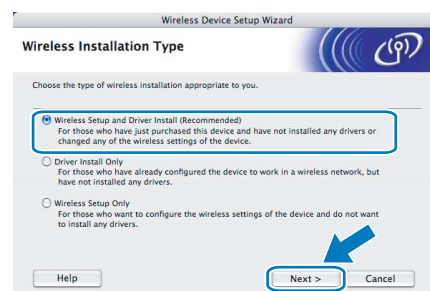 Wireless Device Setup Wizard
Wireless Installation Type
Choose the type of wireless installation appropriate to you.
Wireless Setup and Driver Install (Recommended)
For those who have just purchased this device and have not installed any drivers or
changed any of the wireless settings of the device.
Driver Install Only
For those who have already configured the device to work in a wireless network, but
have not installed any drivers.
Wireless Setup Only
For those who want to configure the wireless settings of the device and do not want
to install any drivers.
Help
Next >
Cancel